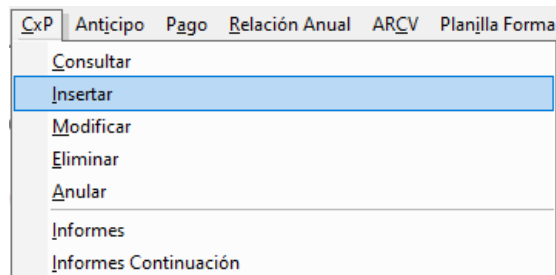 CxP Anticipo Pago Relación Anual ARCV Planilla Forma
Consultar
Insertar
Modificar
Eliminar
Anular
Informes
Informes Continuación